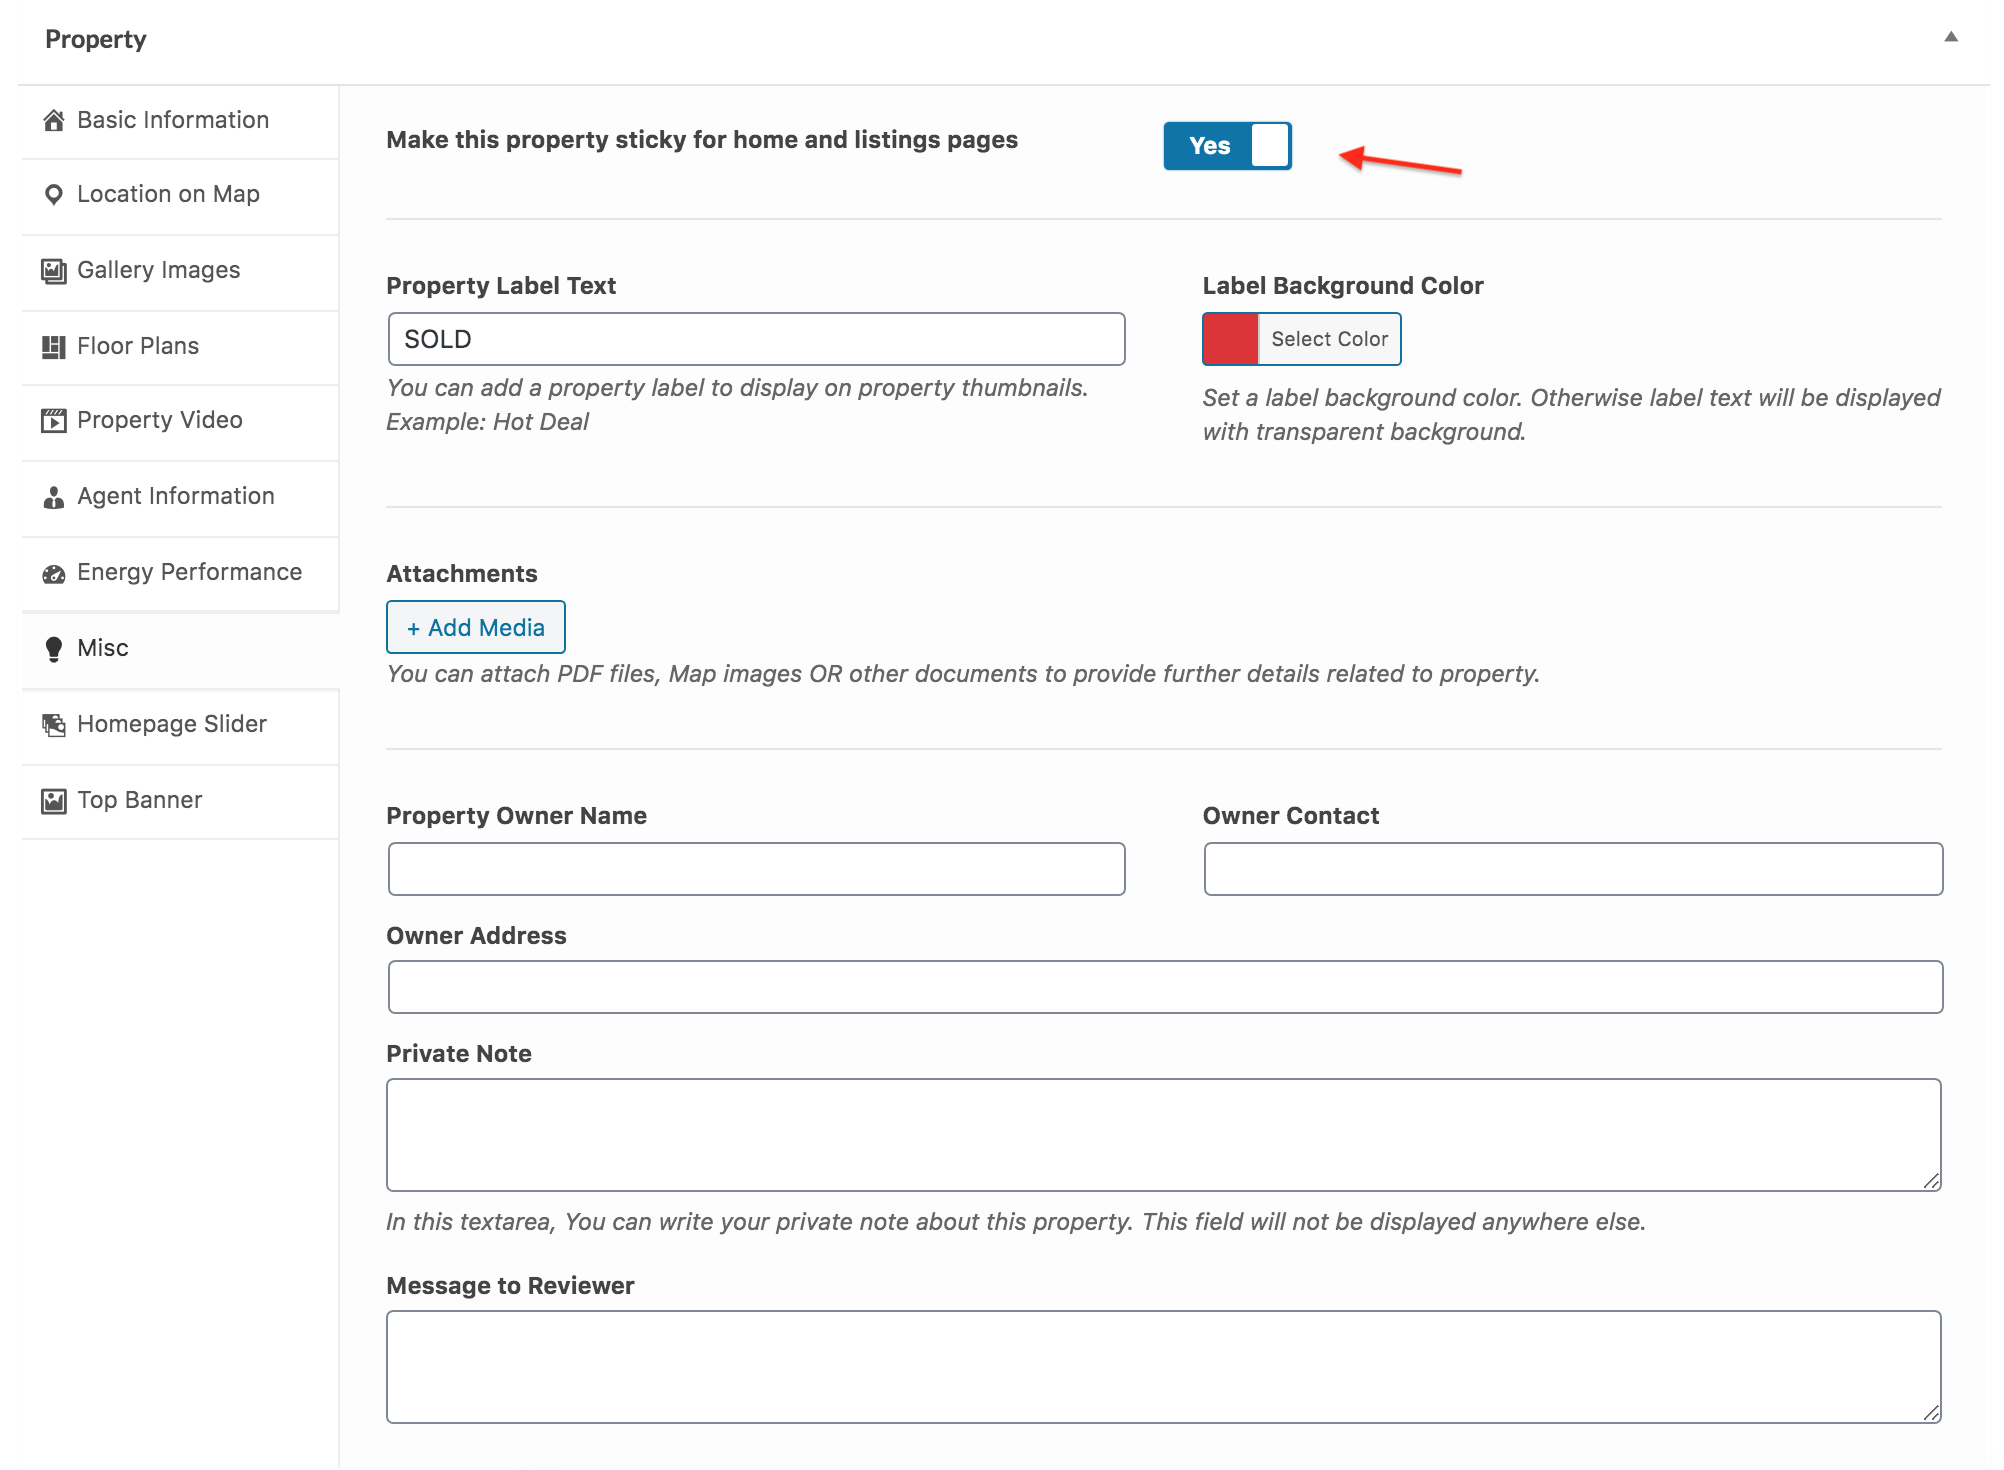 Property
Basic Information
Location on Map
Gallery Images
Floor Plans
Property Video
Agent Information
Energy Performance
Misc
Homepage Slider
Top Banner
Make this property sticky for home and listings pages
Yes
Property Label Text
SOLD
You can add a property label to display on property thumbnails.
Example: Hot Deal
Label Background Color
Select Color
Set a label background color. Otherwise label text will be displayed
with transparent background.
Attachments
+ Add Media
You can attach PDF files, Map images OR other documents to provide further details related to property.
Property Owner Name
Owner Contact
Owner Address
Private Note
In this textarea, You can write your private note about this property. This field will not be displayed anywhere else.
Message to Reviewer